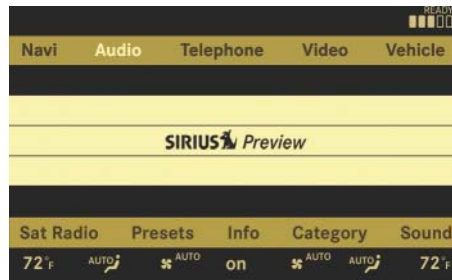 READY
Navi Audio Telephone Video Vehicle
SIRIUS Preview
Sat Radio Presets Info Category Sound
72°F AUTO AUTO on AUTO AUTO 72°F